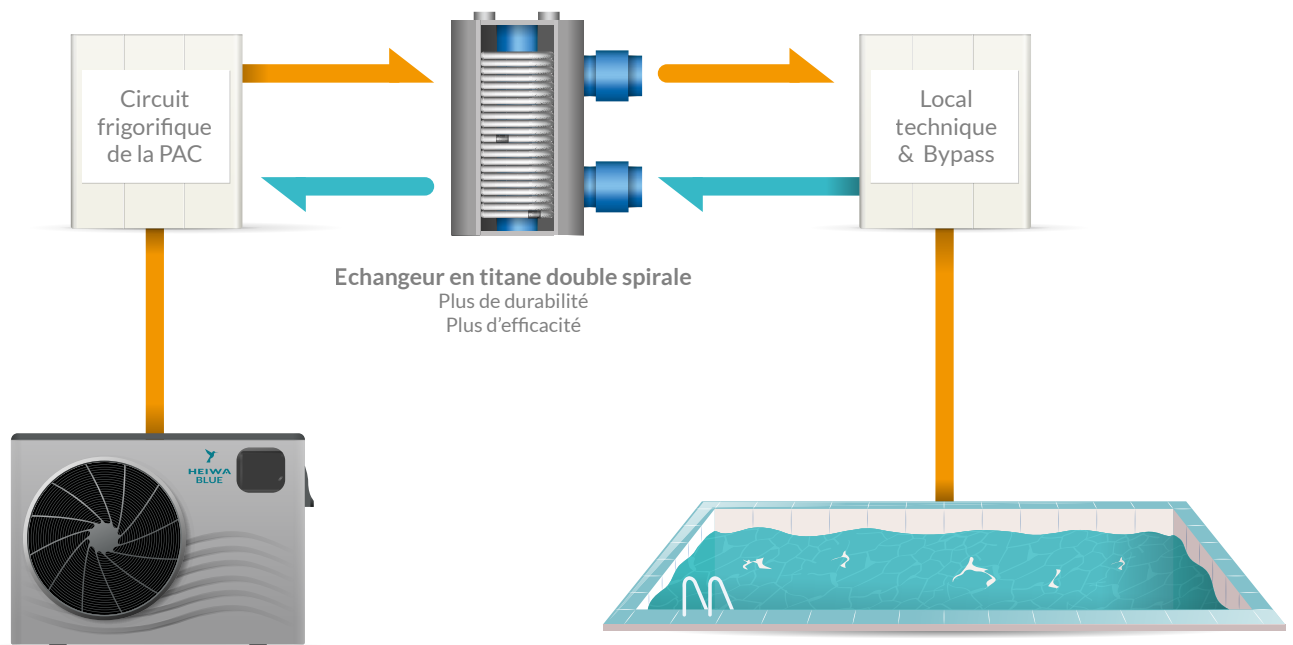 Circuit
frigorifique
de la PAC
Local
technique
& Bypass
Echangeur en titane double spirale
Plus de durabilité
Plus d’efficacité
HEIWA
BLUE